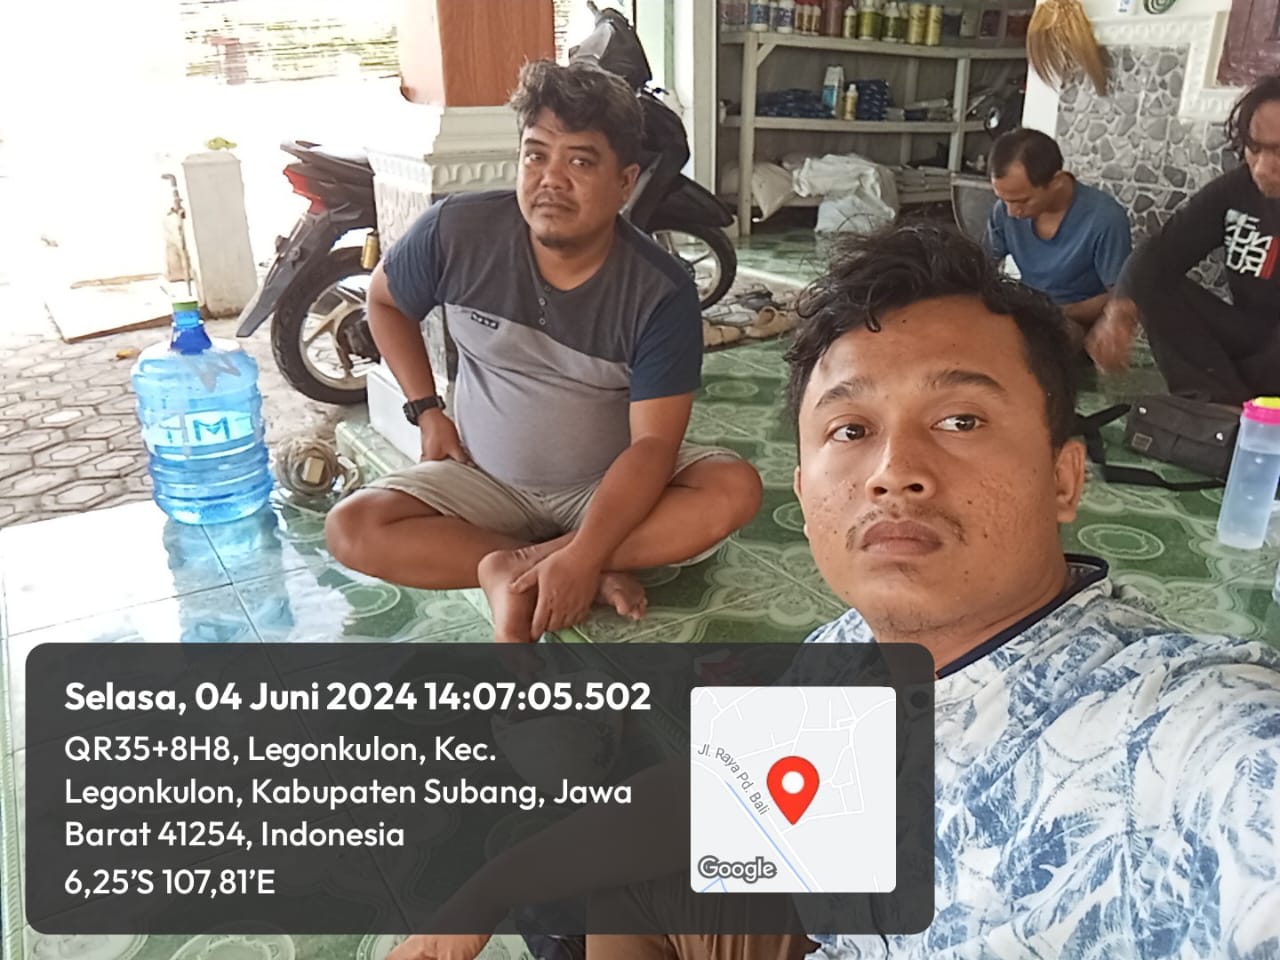 Selasa, 04 Juni 2024 14:07:05.502
QR35+8H8, Legonkulon, Kec.
Legonkulon, Kabupaten Subang, Jawa
Barat 41254, Indonesia
6,25’S 107,81’E
Jl. Raya Pd. Bali
Google